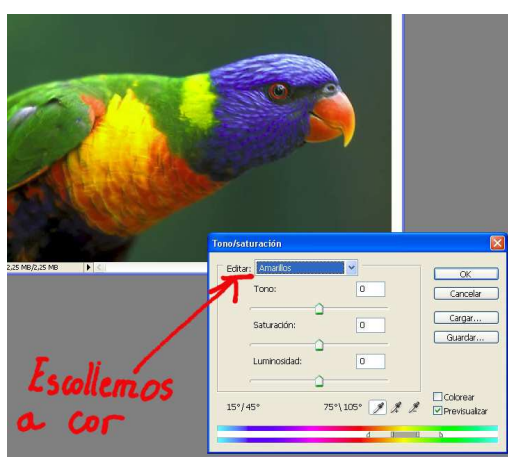 2,25 MB/2,25 MB
Tono/saturación
Editar: Amarillos
OK
Tono: 0
Cancelar
Saturación: 0
Cargar...
Guardar...
Luminosidad: 0
Colorear
15°/45° 75°\105°
Previsualizar
Escollemos
a cor